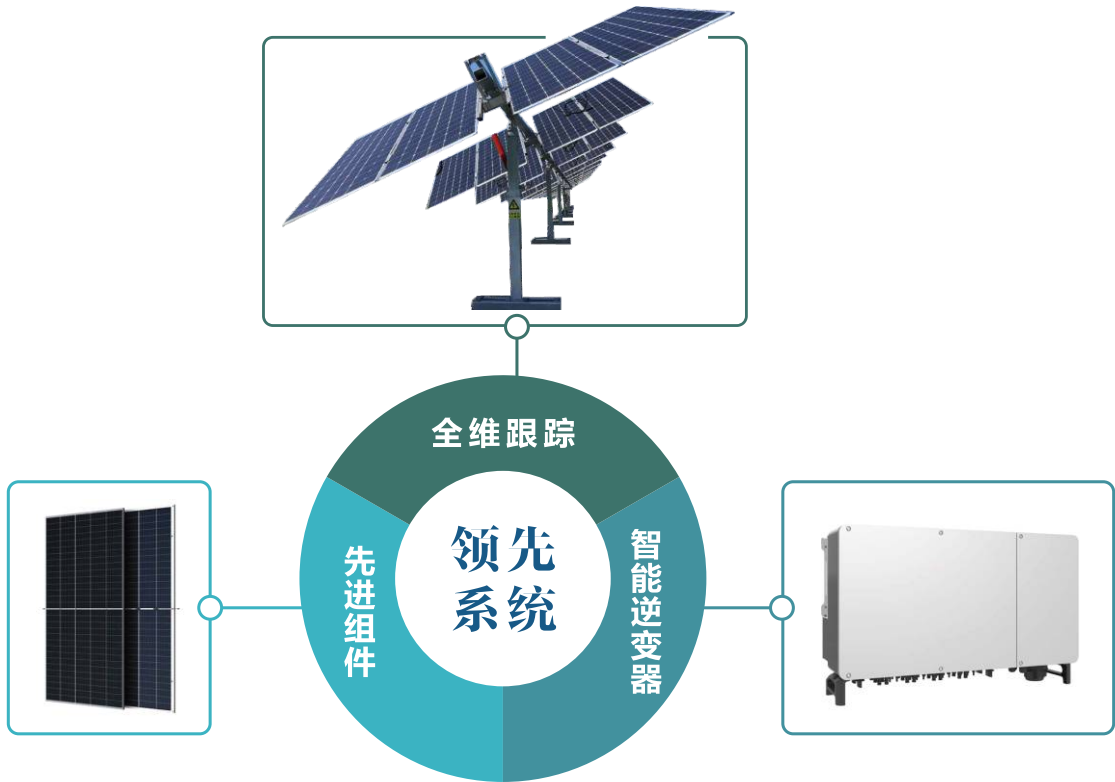 全维跟踪
领先
系统
先进组件
智能逆变器